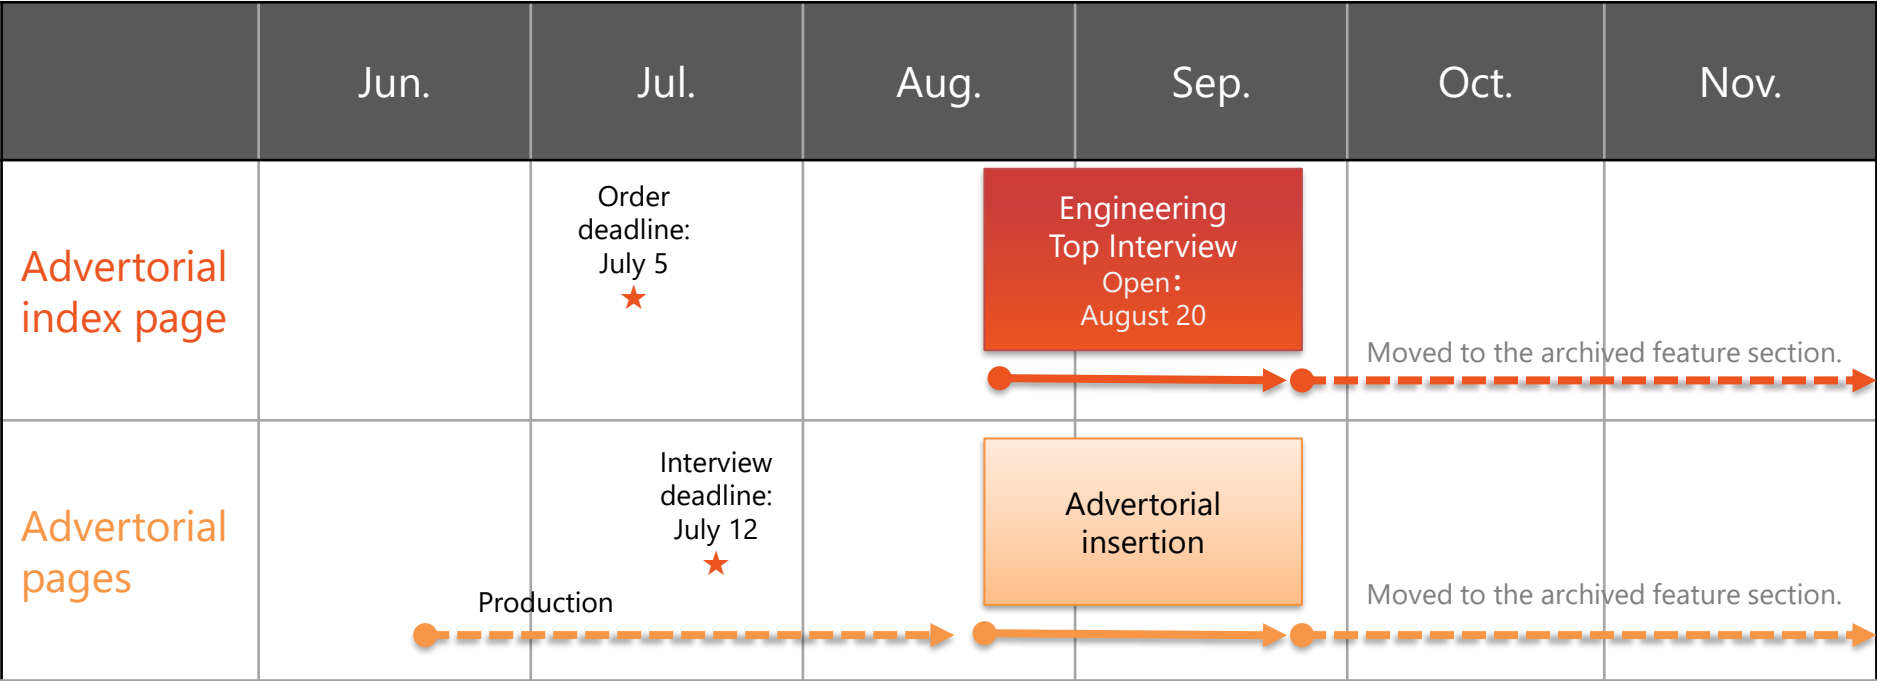 Jun.
Jul.
Aug.
Sep.
Oct.
Nov.
Advertorial
index page
Order
deadline:
July 5
Engineering
Top Interview
Open：
August 20
Moved to the archived feature section.
Advertorial
pages
Interview
deadline:
July 12
Production
Advertorial
insertion
Moved to the archived feature section.